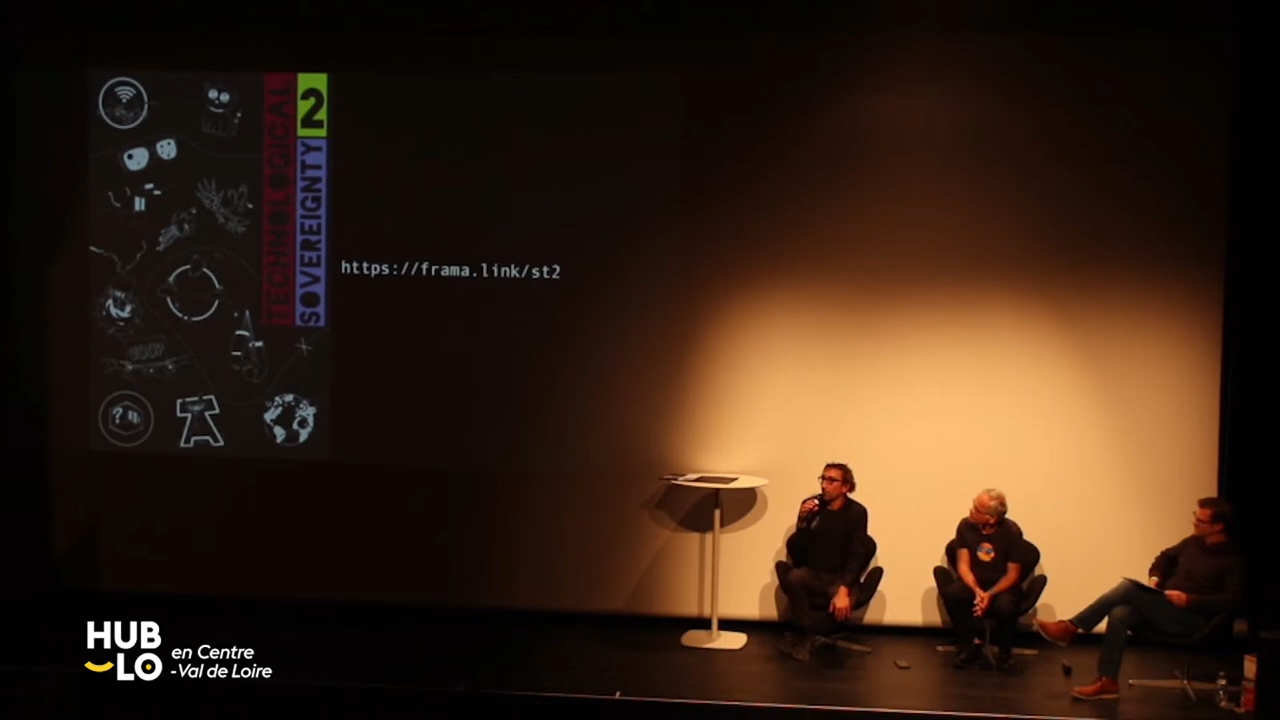 TECHNOLOGICAL
SOVEREIGNTY 2
https://frama.link/st2
HUB
LO
en Centre
-Val de Loire